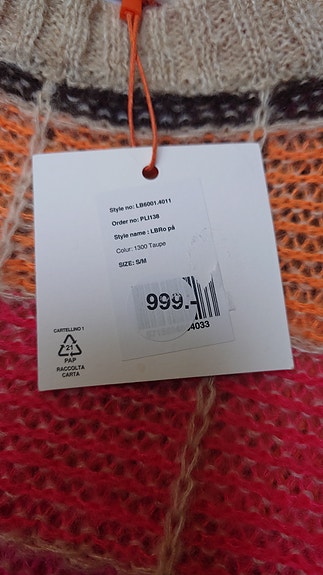 Style no: LB6001.4011
Order no: PLI138
Style name : LBRo på
Colur: 1300 Taupe
SIZE: S/M
999.-
4033
CARTELLINO 1
21
PAP
RACCOLTA
CARTA